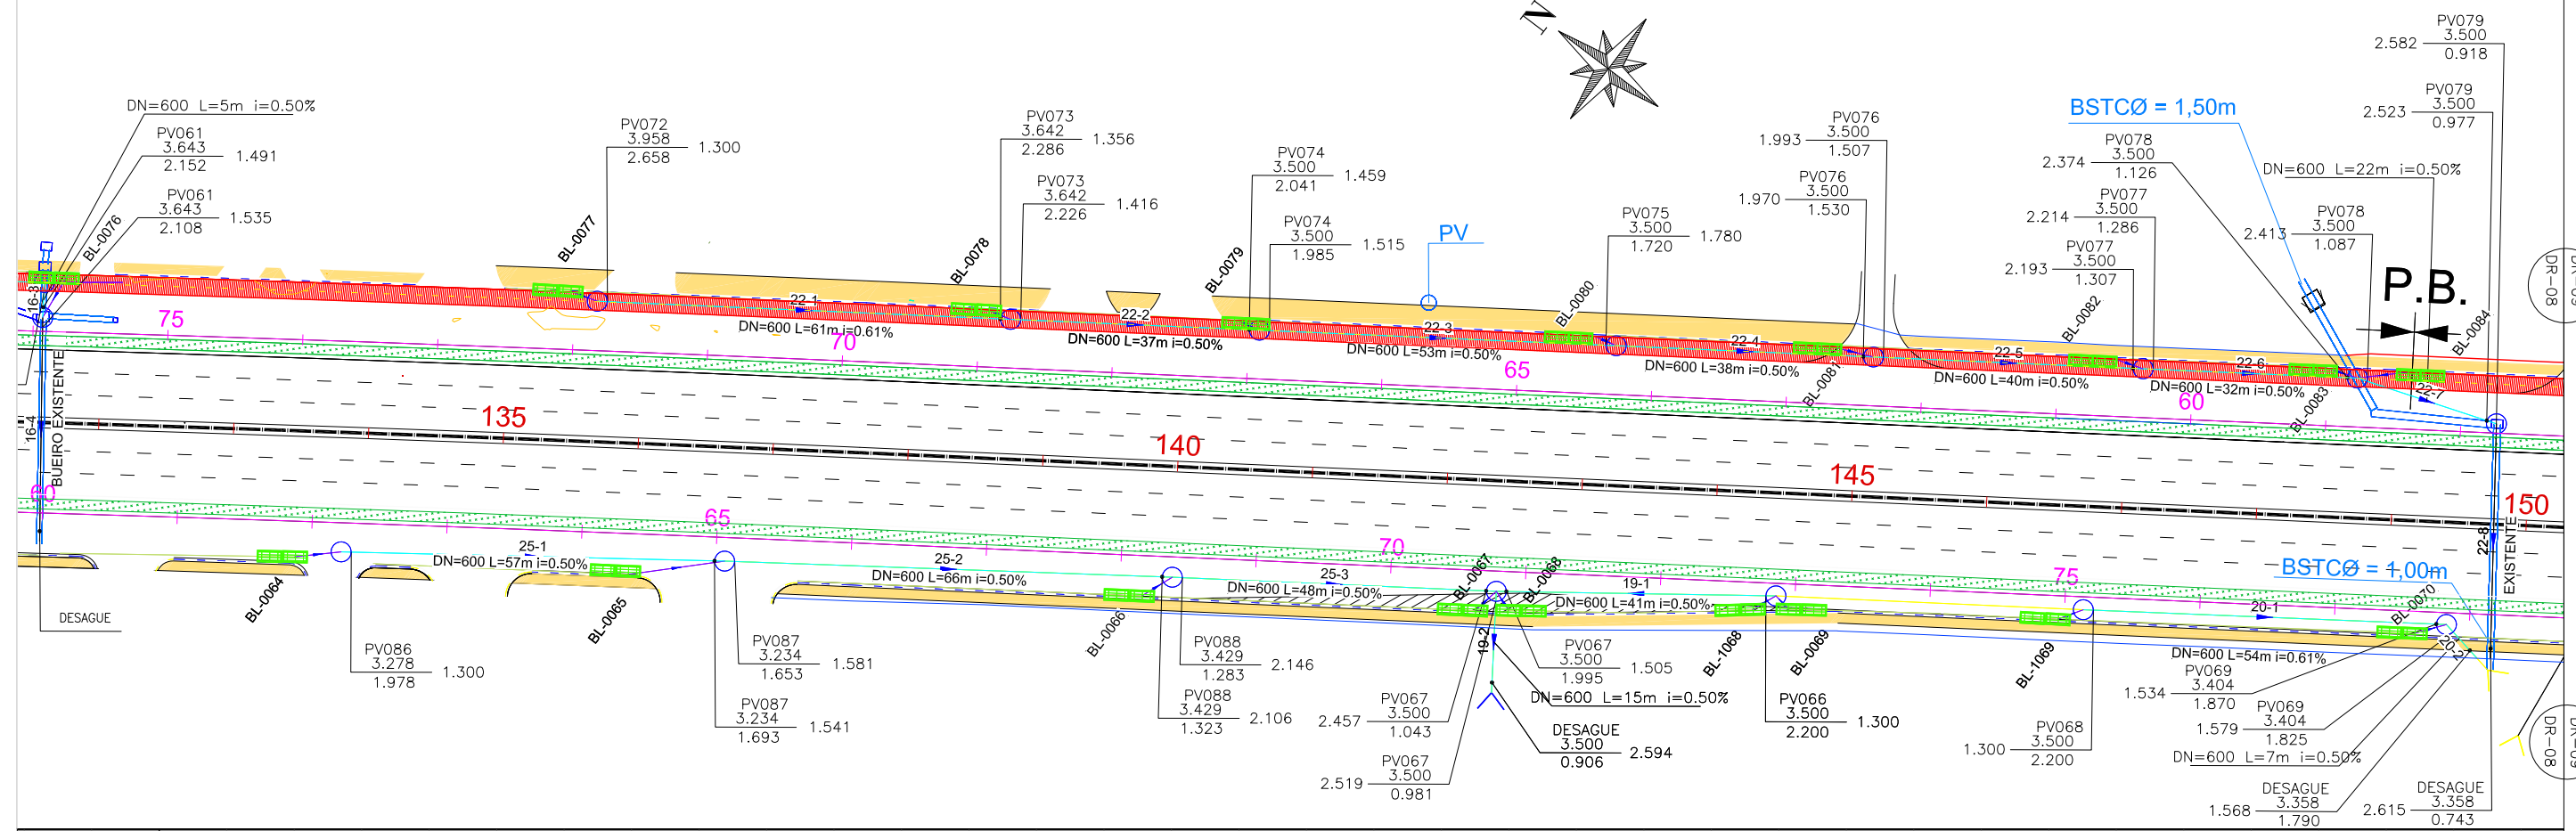 N
PV079
3.500
2.582
0.918
PV079
3.500
2.523
0.977
DN=600 L=5m i=0.50%
PV061
3.643
1.491
2.152
PV061
3.643
1.535
2.108
BL-0076
PV072
3.958
1.300
2.658
BL-0077
PV073
3.642
1.356
2.286
PV073
3.642
1.416
2.226
BL-0078
PV074
3.500
1.459
2.041
PV074
3.500
1.515
1.985
BL-0079
PV
PV075
3.500
1.780
1.720
BL-0080
PV076
3.500
1.993
1.507
PV076
3.500
1.970
1.530
BL-0081
BSTCØ = 1,50m
PV078
3.500
2.374
1.126
DN=600 L=22m i=0.50%
PV077
3.500
2.214
1.286
PV077
3.500
2.193
1.307
BL-0082
PV078
3.500
2.413
1.087
P.B.
BL-0083
BL-0084
DR-08
DR-09
16-3
22-1
DN=600 L=61m i=0.61%
22-2
DN=600 L=37m i=0.50%
22-3
DN=600 L=53m i=0.50%
22-4
DN=600 L=38m i=0.50%
22-5
DN=600 L=40m i=0.50%
22-6
DN=600 L=32m i=0.50%
22-7
75
70
65
60
16-4
BUEIRO EXISTENTE
135
140
145
150
60
65
70
75
22-8
EXISTENTE
BSTCØ = 1,00m
25-1
DN=600 L=57m i=0.50%
25-2
DN=600 L=66m i=0.50%
25-3
DN=600 L=48m i=0.50%
19-1
DN=600 L=41m i=0.50%
19-2
20-1
DN=600 L=54m i=0.61%
20-2
BL-0064
BL-0065
BL-0066
BL-0067
BL-0068
BL-1068
BL-0069
BL-1069
BL-0070
DESAGUE
PV086
3.278
1.300
1.978
PV087
3.234
1.581
1.653
PV087
3.234
1.541
1.693
PV088
3.429
2.146
1.283
PV088
3.429
2.106
1.323
PV067
3.500
1.505
1.995
DN=600 L=15m i=0.50%
PV067
3.500
2.457
1.043
PV067
3.500
2.519
0.981
DESAGUE
3.500
2.594
0.906
PV066
3.500
1.300
2.200
PV068
3.500
1.300
2.200
PV069
3.404
1.534
1.870
PV069
3.404
1.579
1.825
DN=600 L=7m i=0.50%
DESAGUE
3.358
1.568
1.790
DESAGUE
3.358
2.615
0.743
DR-08
DR-09